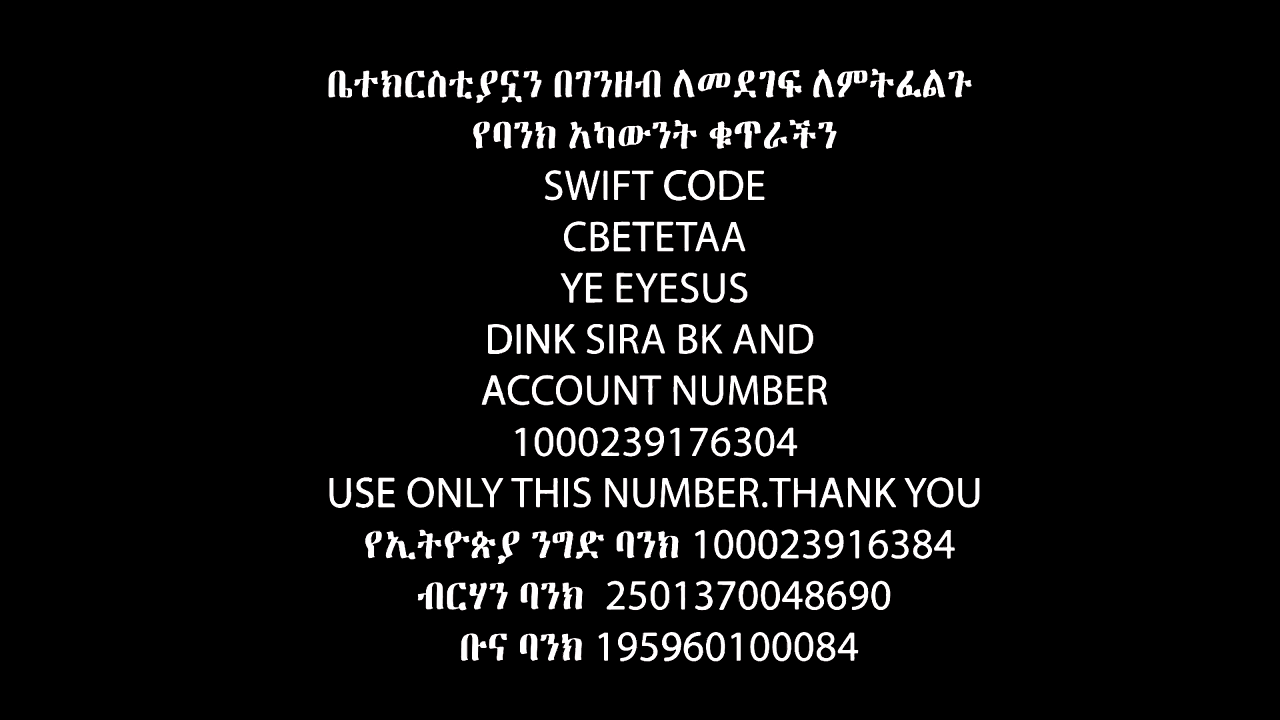 ቤተክርስቲያኗን በገንዘብ ለመደገፍ ለምትፈልጉ
የባንክ አካውንት ቁጥራችን
SWIFT CODE
CBETETAA
YE EYESUS
DINK SIRA BK AND
ACCOUNT NUMBER
1000239176304
USE ONLY THIS NUMBER.THANK YOU
የኢትዮጵያ ንግድ ባንክ 100023916384
ብርሃን ባንክ 2501370048690
ቡና ባንክ 195960100084